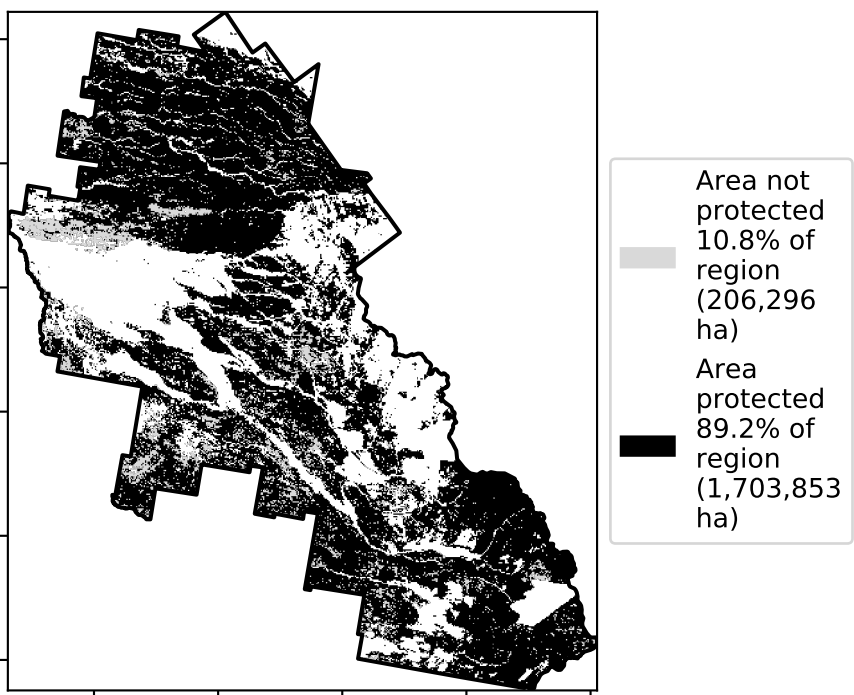 Area not
protected
10.8% of
region
(206,296
ha)
Area
protected
89.2% of
region
(1,703,853
ha)